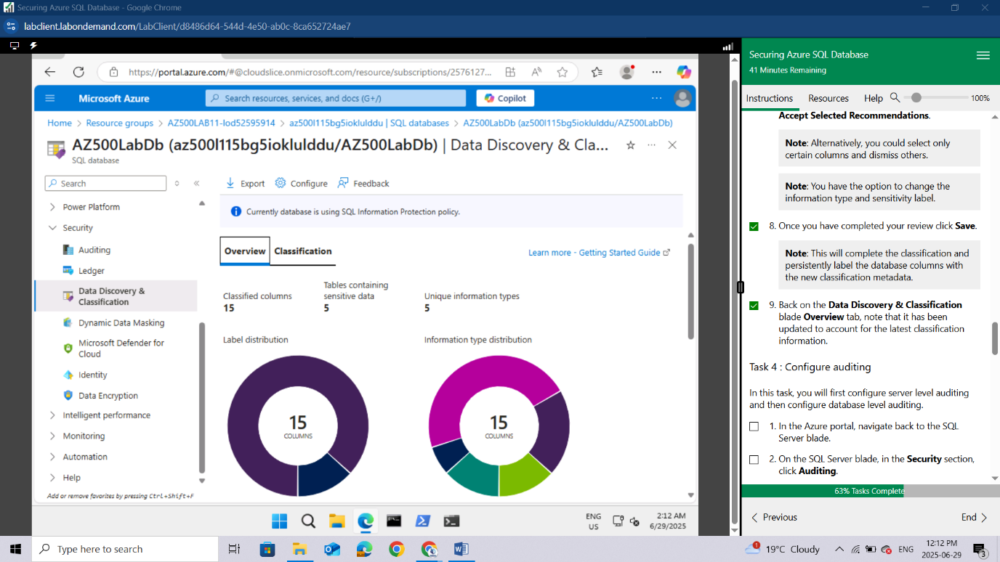 Securing Azure SQL Database - Google Chrome
labclient.labondemand.com/LabClient/d8486d64-544d-4e50-ab0c-8ca652724ae7
https://portal.azure.com/#@cloudslice.onmicrosoft.com/resource/subscriptions/2576127...
Microsoft Azure
Search resources, services, and docs (G+/)
Copilot
Home > Resource groups > AZ500LAB11-lod52595914 > az500l115bg5ioklulddu | SQL databases > AZ500LabDb (az500l115bg5ioklulddu/AZ500LabDb)
AZ500LabDb (az500l115bg5ioklulddu/AZ500LabDb) | Data Discovery & Cla...
SQL database
Search
Power Platform
Security
Auditing
Ledger
Data Discovery &
Classification
Dynamic Data Masking
Microsoft Defender for
Cloud
Identity
Data Encryption
Intelligent performance
Monitoring
Automation
Help
Add or remove favorites by pressing Ctrl+Shift+F
Export
Configure
Feedback
Currently database is using SQL Information Protection policy.
Overview
Classification
Learn more - Getting Started Guide
Classified columns
15
Tables containing
sensitive data
5
Unique information types
5
Label distribution
15
COLUMNS
Information type distribution
15
COLUMNS
ENG
US
2:12 AM
6/29/2025
Securing Azure SQL Database
41 Minutes Remaining
Instructions
Resources
Help
100%
Accept Selected Recommendations.
Note: Alternatively, you could select only
certain columns and dismiss others.
Note: You have the option to change the
information type and sensitivity label.
8. Once you have completed your review click Save.
Note: This will complete the classification and
persistently label the database columns with
the new classification metadata.
9. Back on the Data Discovery & Classification
blade Overview tab, note that it has been
updated to account for the latest classification
information.
Task 4 : Configure auditing
In this task, you will first configure server level auditing
and then configure database level auditing.
1. In the Azure portal, navigate back to the SQL
Server blade.
2. On the SQL Server blade, in the Security section,
click Auditing.
63% Tasks Complete
Previous
End
Type here to search
1
19°C Cloudy
ENG
12:12 PM
2025-06-29
3